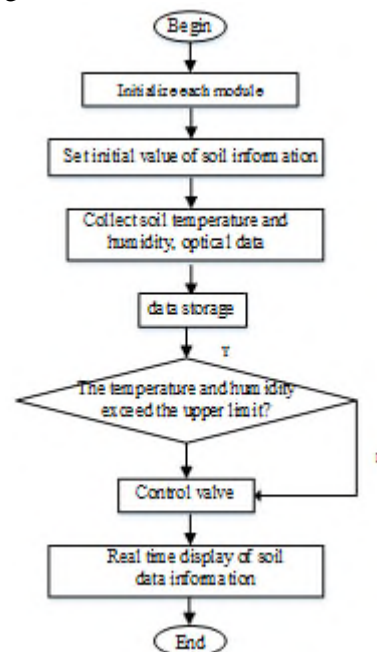 Begin
Initialize each module
Set initial value of soil information
Collect soil temperature and
humidity, optical data
data storage
Y
The temperature and humidity
exceed the upper limit?
Control valve
Real time display of soil
data information
End